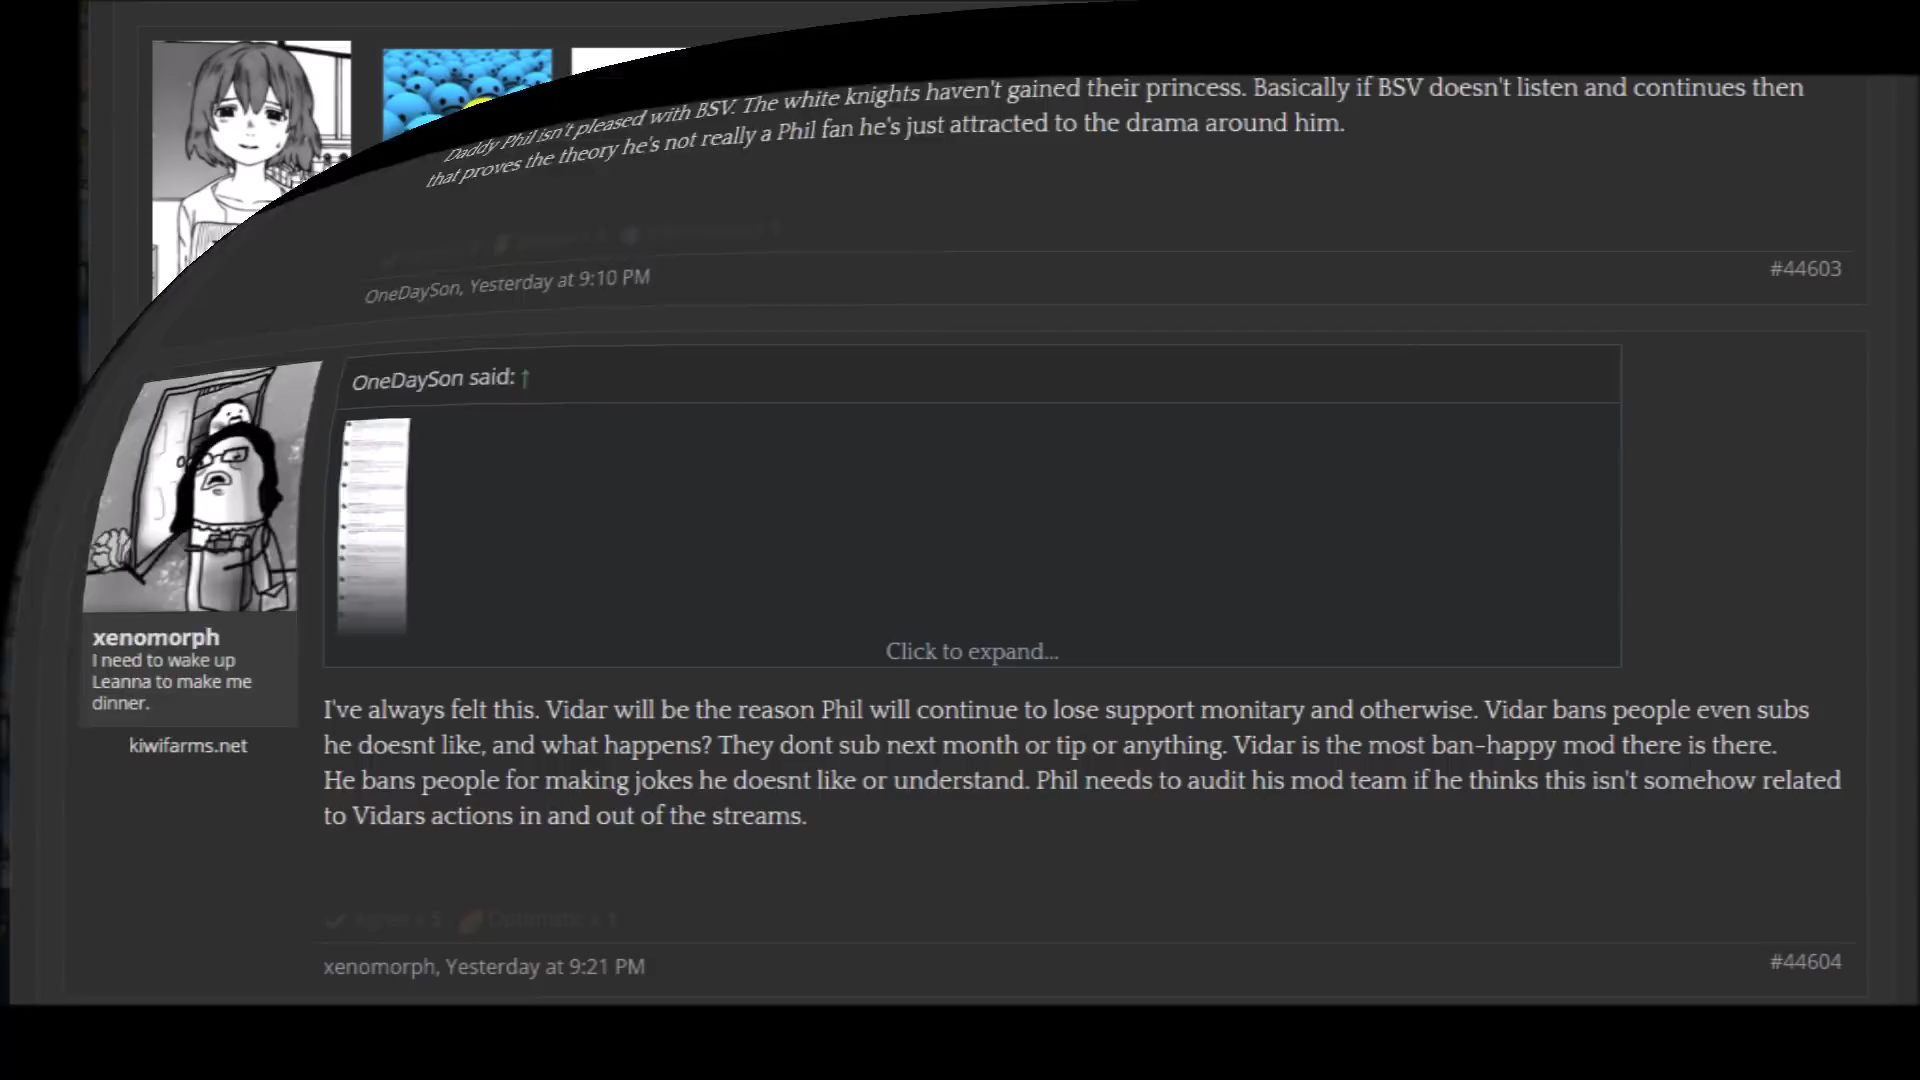 Daddy Phil isn't pleased with BSV. The white knights haven't gained their princess. Basically if BSV doesn't listen and continues then
that proves the theory he's not really a Phil fan he's just attracted to the drama around him.
OneDaySon, Yesterday at 9:10 PM
#44603
OneDaySon said: ↑
Click to expand...
xenomorph
I need to wake up
Leanna to make me
dinner.
kiwifarms.net
I've always felt this. Vidar will be the reason Phil will continue to lose support monitary and otherwise. Vidar bans people even subs
he doesnt like, and what happens? They dont sub next month or tip or anything. Vidar is the most ban-happy mod there is there.
He bans people for making jokes he doesnt like or understand. Phil needs to audit his mod team if he thinks this isn't somehow related
to Vidars actions in and out of the streams.
Agree x 5 Optimistic x 1
xenomorph, Yesterday at 9:21 PM
#44604